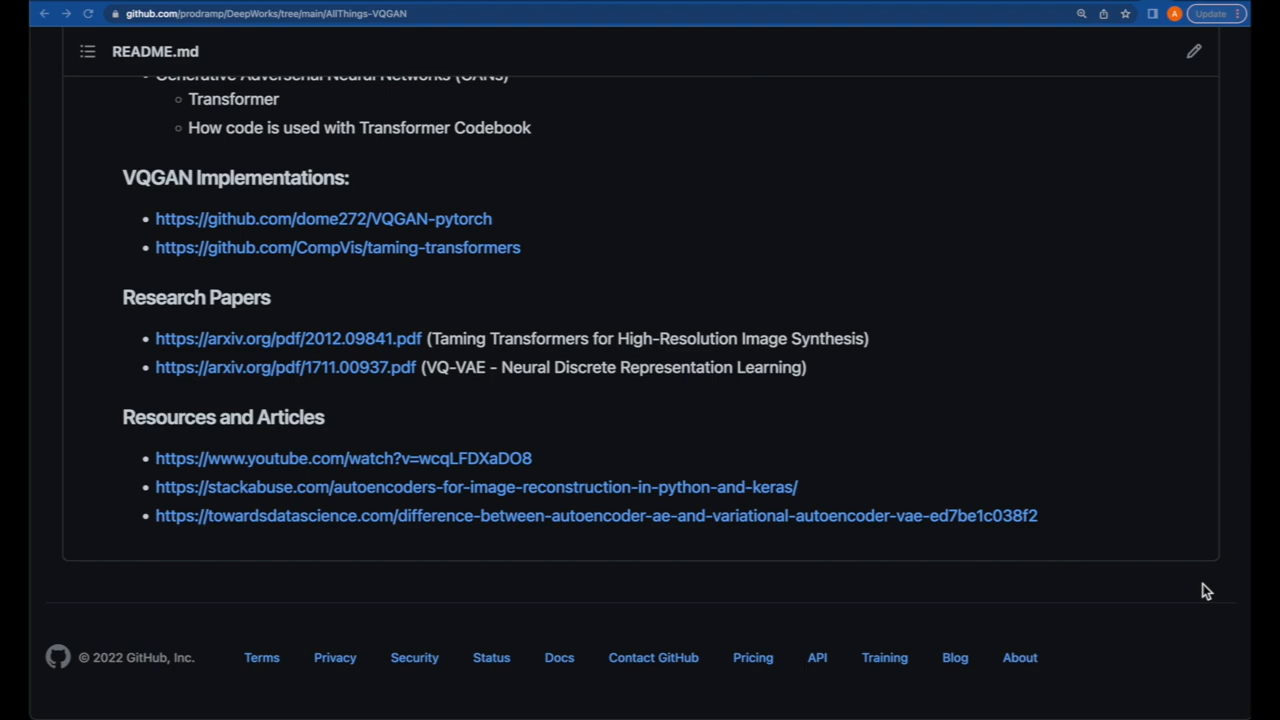 github.com/prodramp/DeepWorks/tree/main/AllThings-VQGAN
A
Update
README.md
Generative Adverserial Neural Networks (GANs)
Transformer
How code is used with Transformer Codebook
VQGAN Implementations:
https://github.com/dome272/VQGAN-pytorch
https://github.com/CompVis/taming-transformers
Research Papers
https://arxiv.org/pdf/2012.09841.pdf (Taming Transformers for High-Resolution Image Synthesis)
https://arxiv.org/pdf/1711.00937.pdf (VQ-VAE - Neural Discrete Representation Learning)
Resources and Articles
https://www.youtube.com/watch?v=wcqLFDXaDO8
https://stackabuse.com/autoencoders-for-image-reconstruction-in-python-and-keras/
https://towardsdatascience.com/difference-between-autoencoder-ae-and-variational-autoencoder-vae-ed7be1c038f2
© 2022 GitHub, Inc. Terms Privacy Security Status Docs Contact GitHub Pricing API Training Blog About